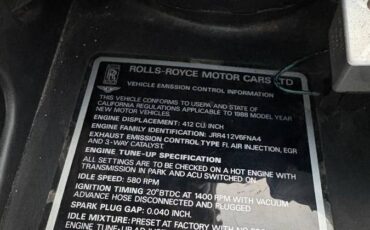 ROLLS-ROYCE MOTOR CARS LTD
VEHICLE EMISSION CONTROL INFORMATION
THIS VEHICLE CONFORMS TO USEPA AND STATE OF
CALIFORNIA REGULATIONS APPLICABLE TO 1988 MODEL YEAR
NEW MOTOR VEHICLES.
ENGINE DISPLACEMENT: 412 CU INCH
ENGINE FAMILY IDENTIFICATION: JRR412V6FNA4
EXHAUST EMISSION CONTROL TYPE FI, AIR INJECTION, EGR
AND 3-WAY CATALYST.
ENGINE TUNE-UP SPECIFICATION
ALL SETTINGS ARE TO BE CHECKED ON A HOT ENGINE WITH
TRANSMISSION IN PARK AND ACU SWITCHED
IDLE SPEED: 580 RPM
IGNITION TIMING 20°BTDC AT 1400 RPM WITH VACUUM
ADVANCE HOSE DISCONNECTED AND PLUGGED
SPARK PLUG GAP: 0.040 INCH.
IDLE MIXTURE: PRESET AT FACTORY WITH NO
ENGINE TUNE-UP